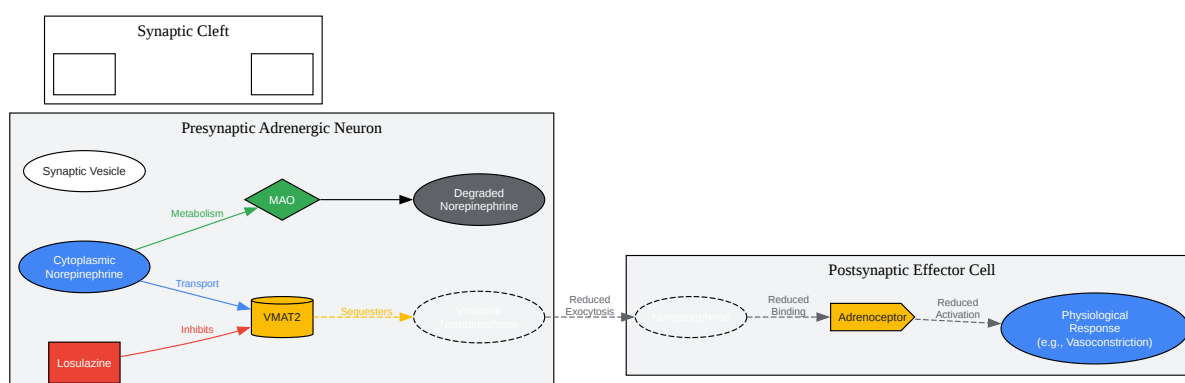 Synaptic Cleft
Presynaptic Adrenergic Neuron
Synaptic Vesicle
MAO
Degraded
Norepinephrine
Metabolism
Cytoplasmic
Norepinephrine
Transport
VMAT2
Sequesters
Vesicular
Norepinephrine
Inhibits
Losulazine
Reduced
Exocytosis
Postsynaptic Effector Cell
Norepinephrine
Reduced
Binding
Adrenoceptor
Reduced
Activation
Physiological
Response
(e.g., Vasoconstriction)